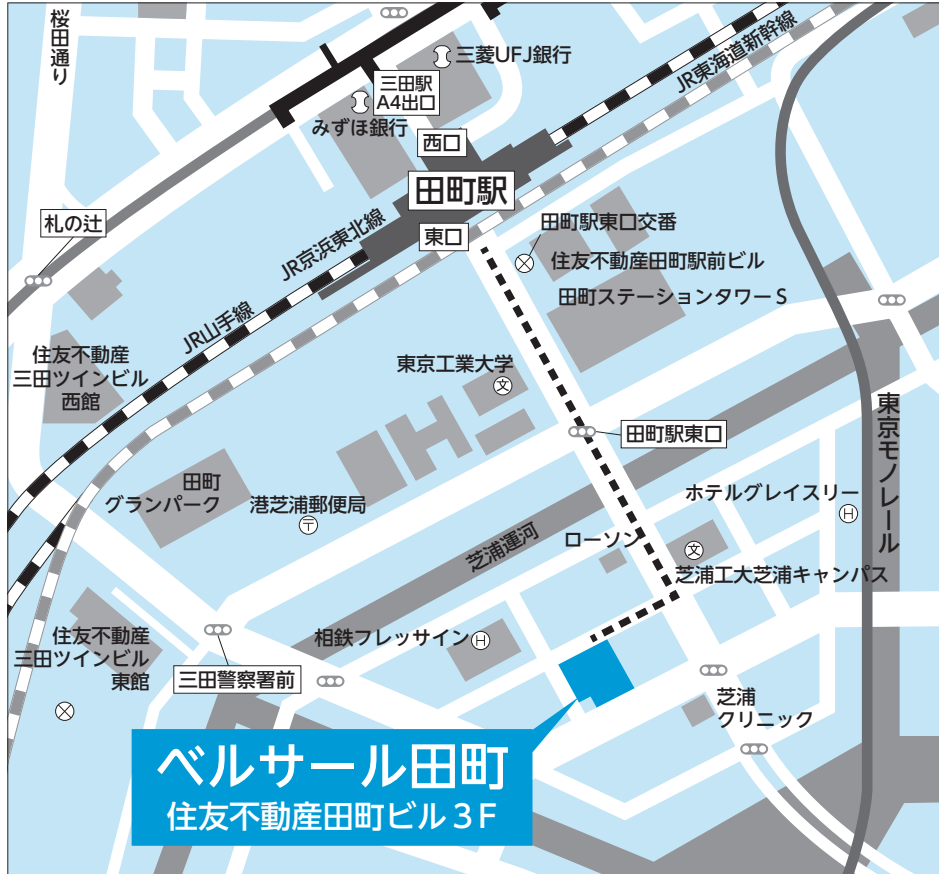 桜田通り
三菱UFJ銀行
三田駅
A4出口
みずほ銀行
JR東海道新幹線
西口
田町駅
東口
札の辻
JR京浜東北線
JR山手線
田町駅東口交番
住友不動産田町駅前ビル
田町ステーションタワーS
住友不動産
三田ツインビル
西館
東京工業大学
文
田町駅東口
東京モノレール
田町
グランパーク
港芝浦郵便局
〒
ホテルグレイスリー
H
芝浦運河
ローソン
文
芝浦工大芝浦キャンパス
住友不動産
三田ツインビル
東館
相鉄フレッサイン
H
三田警察署前
芝浦
クリニック
ベルサール田町
住友不動産田町ビル3F